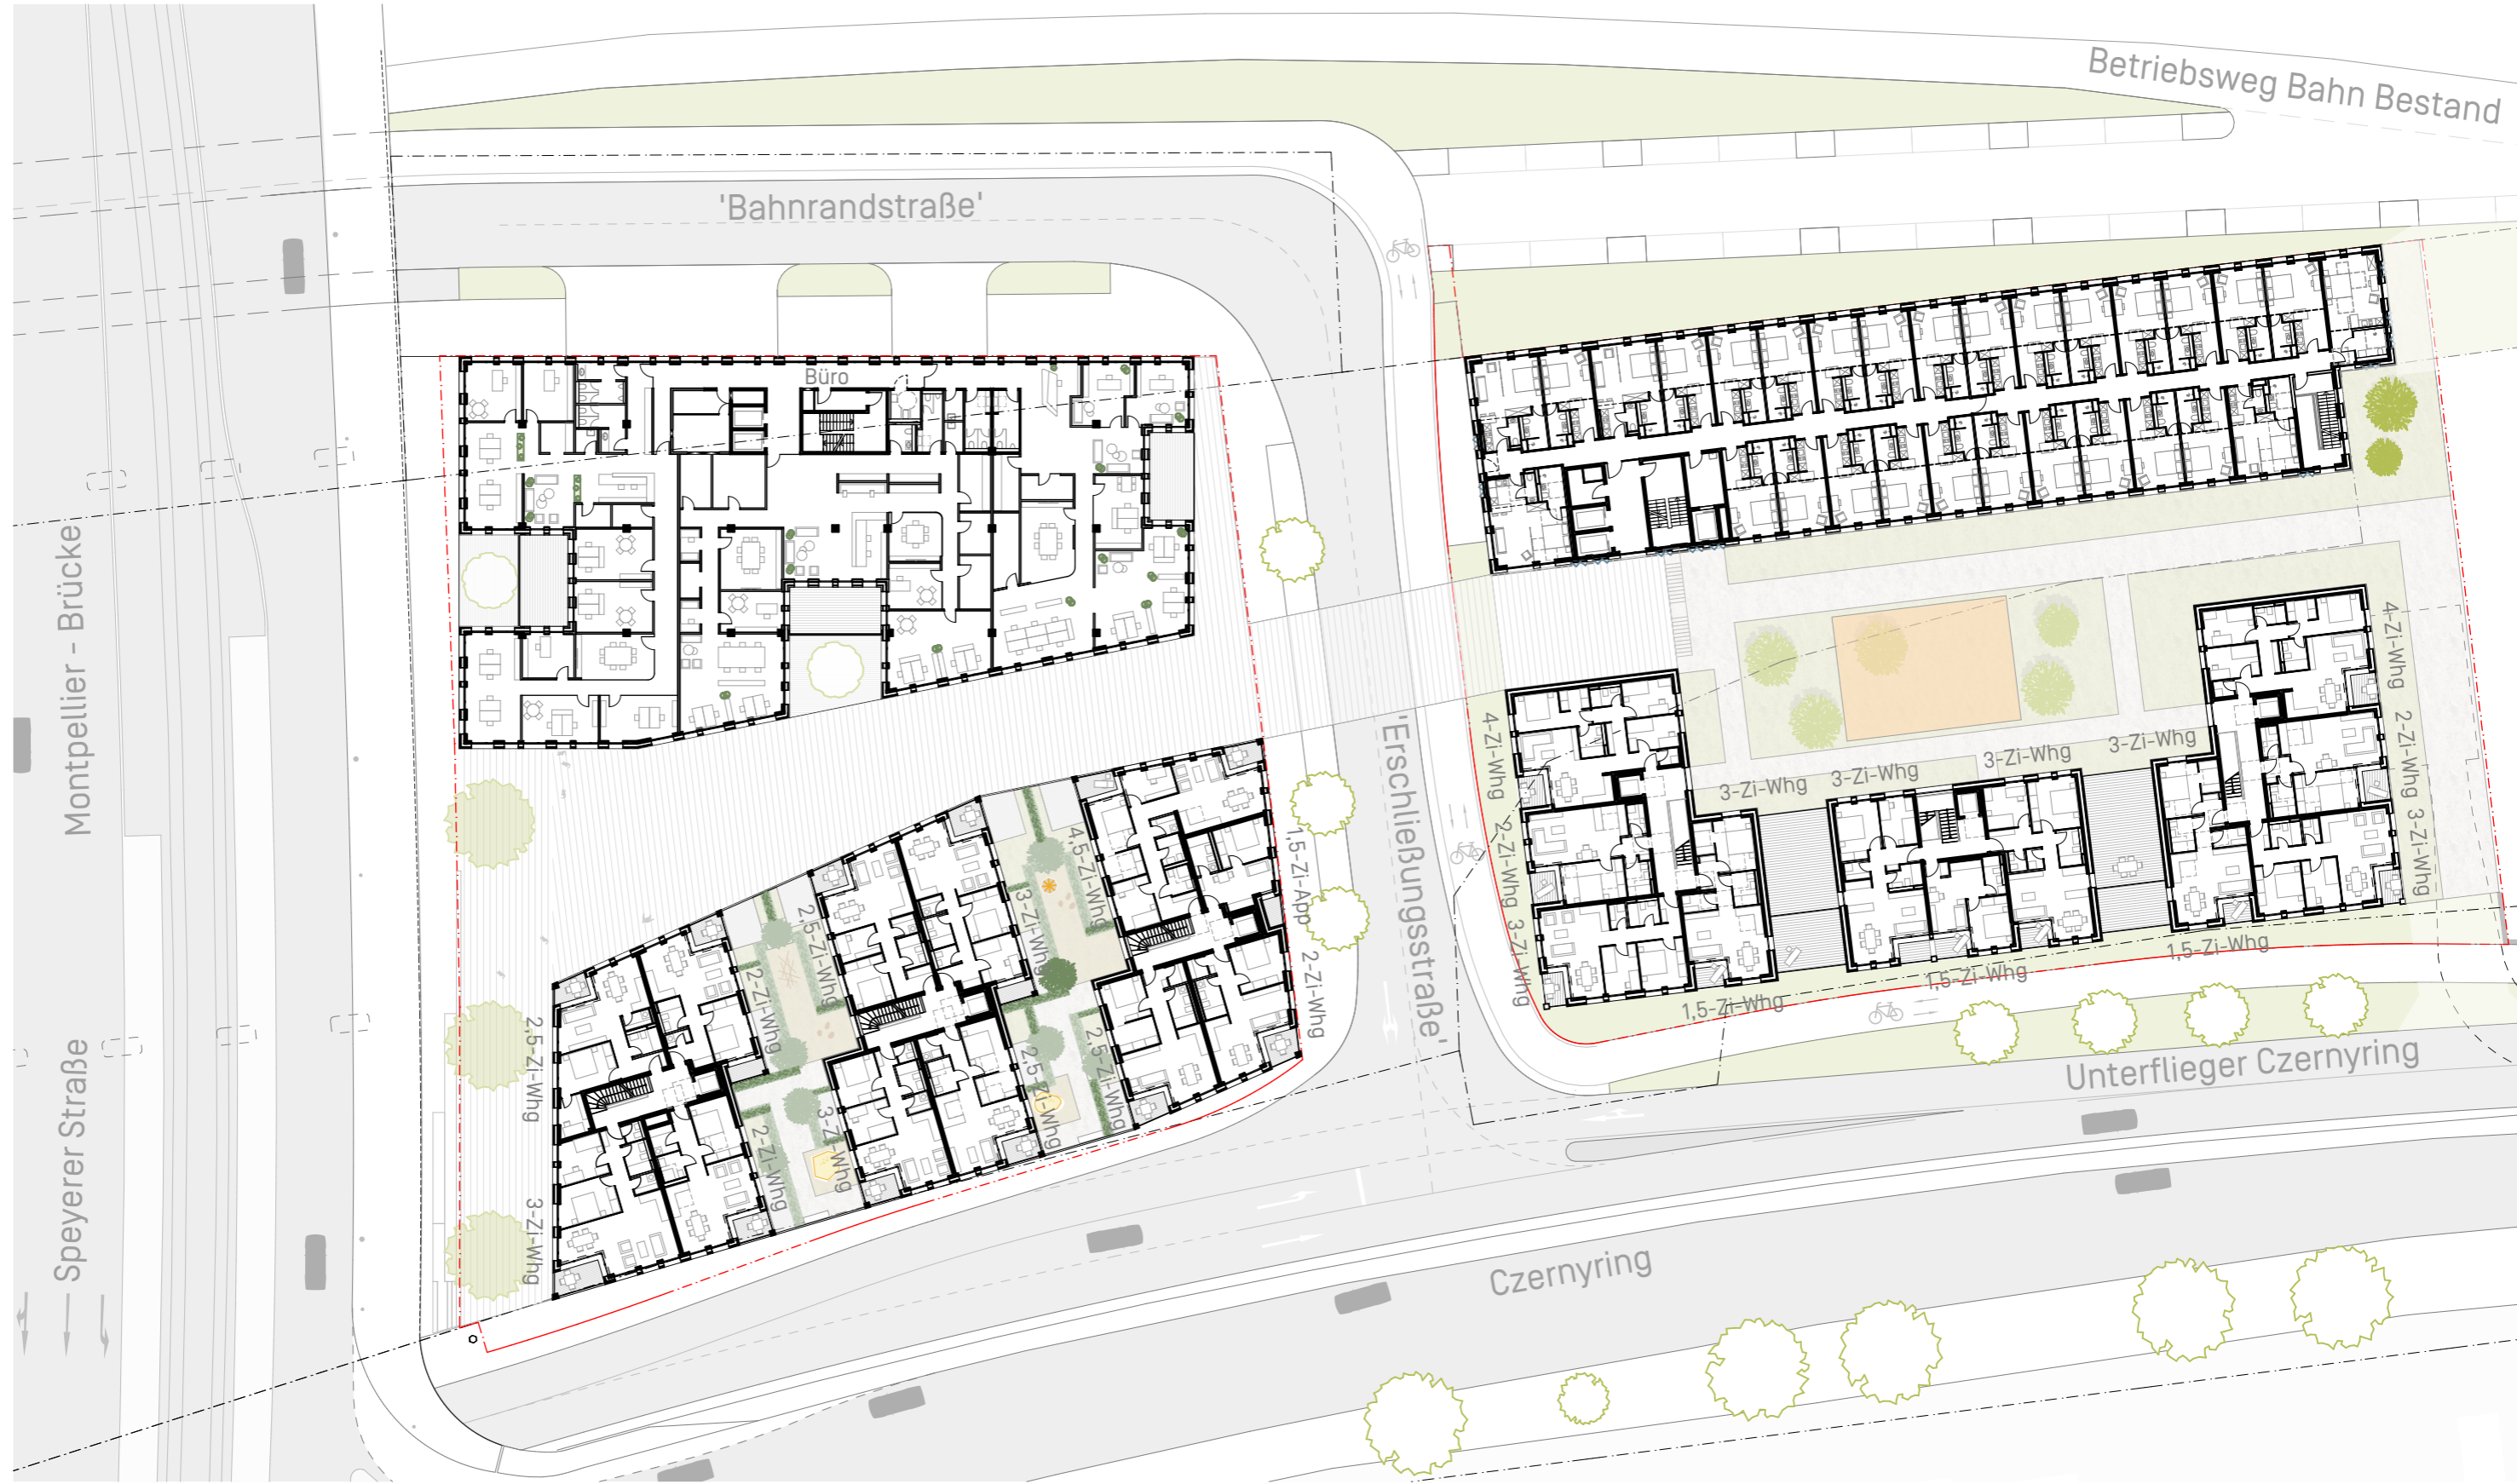 Betriebsweg Bahn Bestand
'Bahnrandstraße'
Büro
Montpellier - Brücke
Speyerer Straße
'Erschließungsstraße'
4-Zi-Whg
2-Zi-Whg
3-Zi-Whg
3-Zi-Whg
3-Zi-Whg
3-Zi-Whg
3-Zi-Whg
4-Zi-Whg
2-Zi-Whg
3-Zi-Whg
1,5-Zi-Whg
1,5-Zi-Whg
1,5-Zi-Whg
4,5-Zi-Whg
1,5-Zi-App
3-Zi-Whg
2-Zi-Whg
2,5-Zi-Whg
2-Zi-Whg
2,5-Zi-Whg
2,5-Zi-Whg
2,5-Zi-Whg
3-Zi-Whg
2-Zi-Whg
3-Zi-Whg
Unterflieger Czernyring
Czernyring